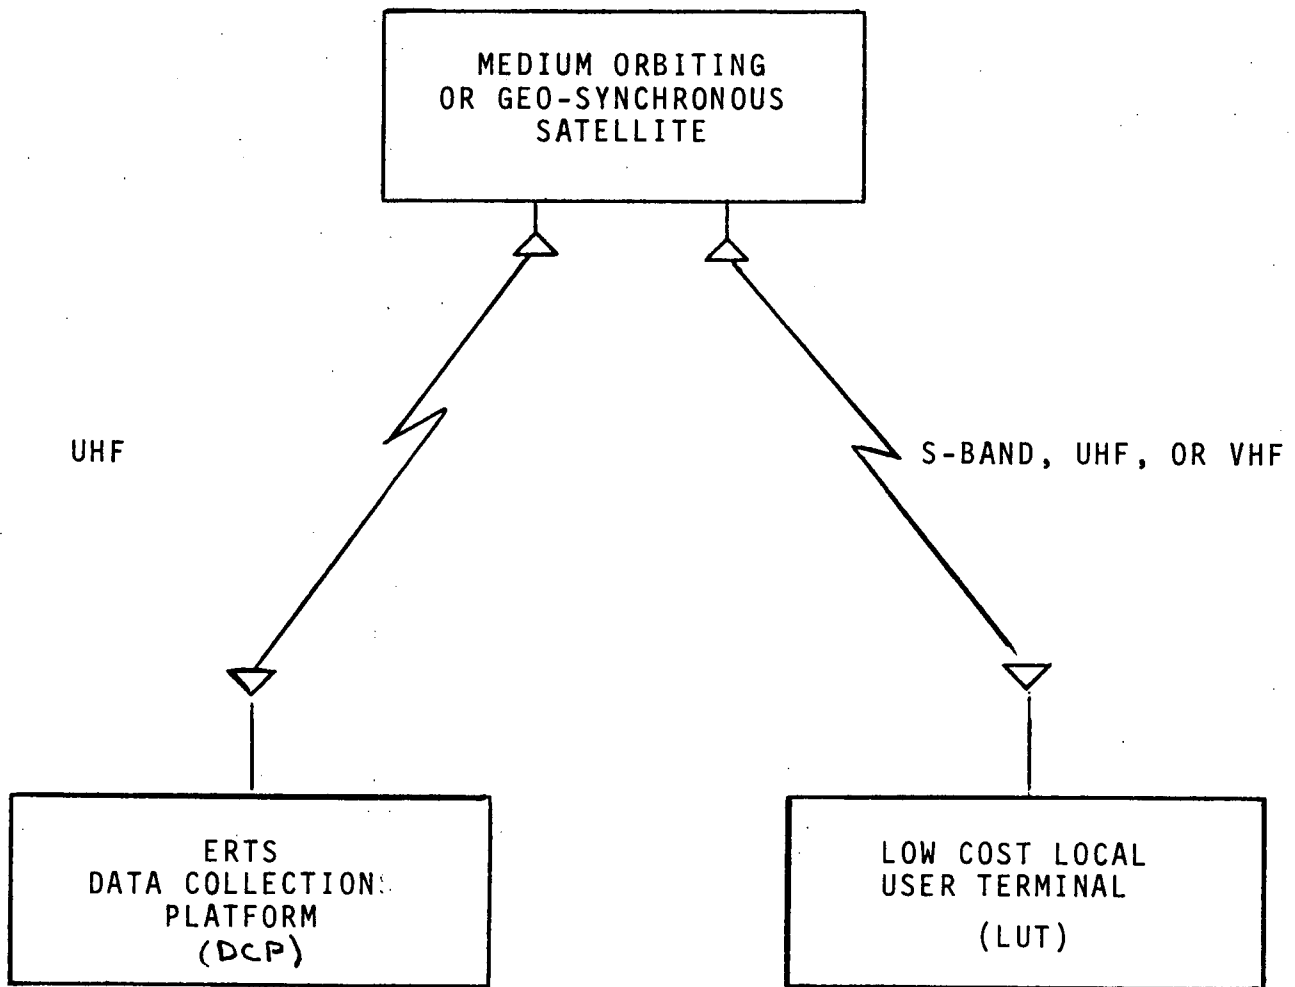 MEDIUM ORBITING
OR GEO-SYNCHRONOUS
SATELLITE
UHF
S-BAND, UHF, OR VHF
ERTS
DATA COLLECTION
PLATFORM
(DCP)
LOW COST LOCAL
USER TERMINAL
(LUT)